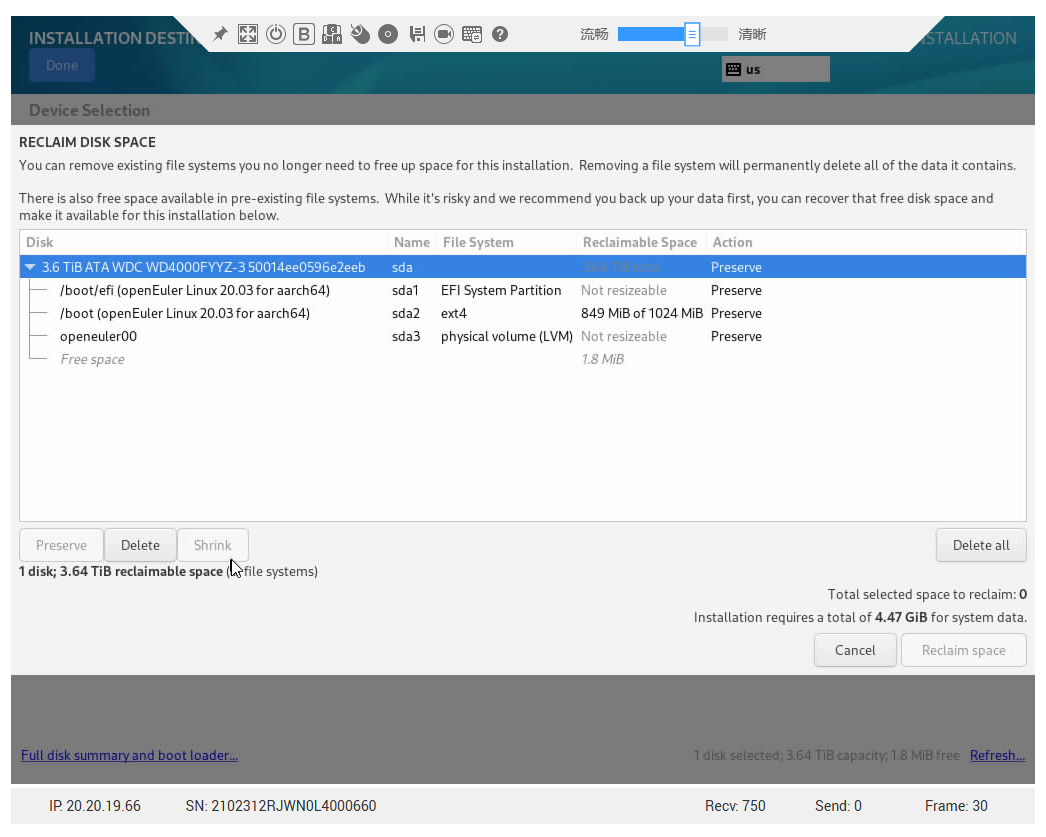 INSTALLATION DESTI
STALLATION
流畅 清晰
Done
us
Device Selection
RECLAIM DISK SPACE
You can remove existing file systems you no longer need to free up space for this installation. Removing a file system will permanently delete all of the data it contains.
There is also free space available in pre-existing file systems. While it's risky and we recommend you back up your data first, you can recover that free disk space and
make it available for this installation below.
Disk Name File System Reclaimable Space Action
3.6 TiB ATA WDC WD4000FYYZ-3 50014ee0596e2eeb sda Preserve
/boot/efi (openEuler Linux 20.03 for aarch64) sda1 EFI System Partition Not resizeable Preserve
/boot (openEuler Linux 20.03 for aarch64) sda2 ext4 849 MiB of 1024 MiB Preserve
openeuler00 sda3 physical volume (LVM) Not resizeable Preserve
Free space 1.8 MiB
Preserve Delete Shrink Delete all
1 disk; 3.64 TiB reclaimable space ( file systems)
Total selected space to reclaim: 0
Installation requires a total of 4.47 GiB for system data.
Cancel Reclaim space
Full disk summary and boot loader... 1 disk selected; 3.64 TiB capacity; 1.8 MiB free Refresh...
IP: 20.20.19.66 SN: 2102312RJWN0L4000660 Recv: 750 Send: 0 Frame: 30